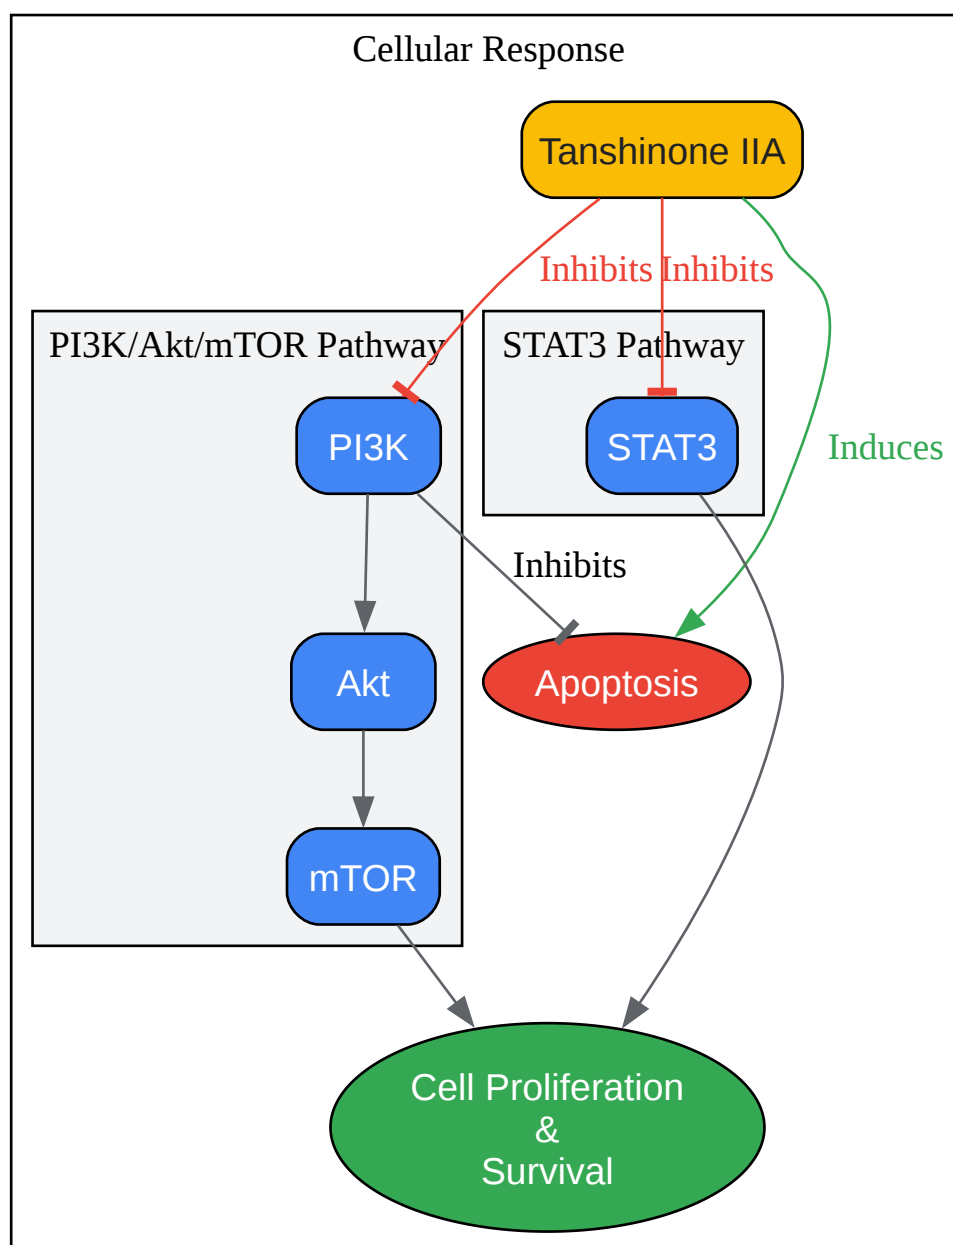 Cellular Response
Tanshinone IIA
Inhibits
Inhibits
PI3K/Akt/mTOR Pathway
STAT3 Pathway
PI3K
STAT3
Induces
Inhibits
Akt
Apoptosis
mTOR
Cell Proliferation
&
Survival